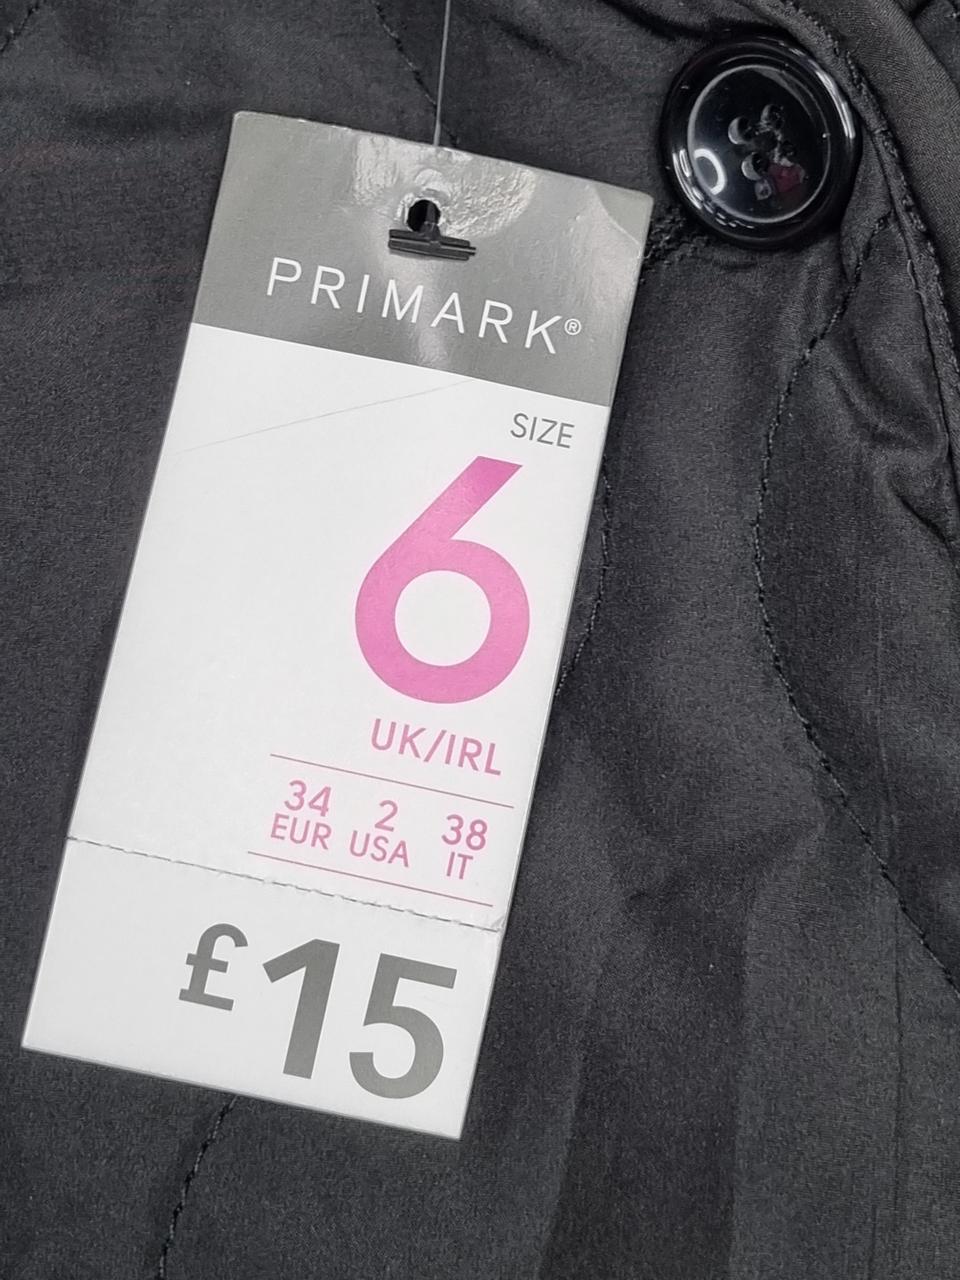 PRIMARK®
SIZE
6
UK/IRL
34 2 38
EUR USA IT
£15